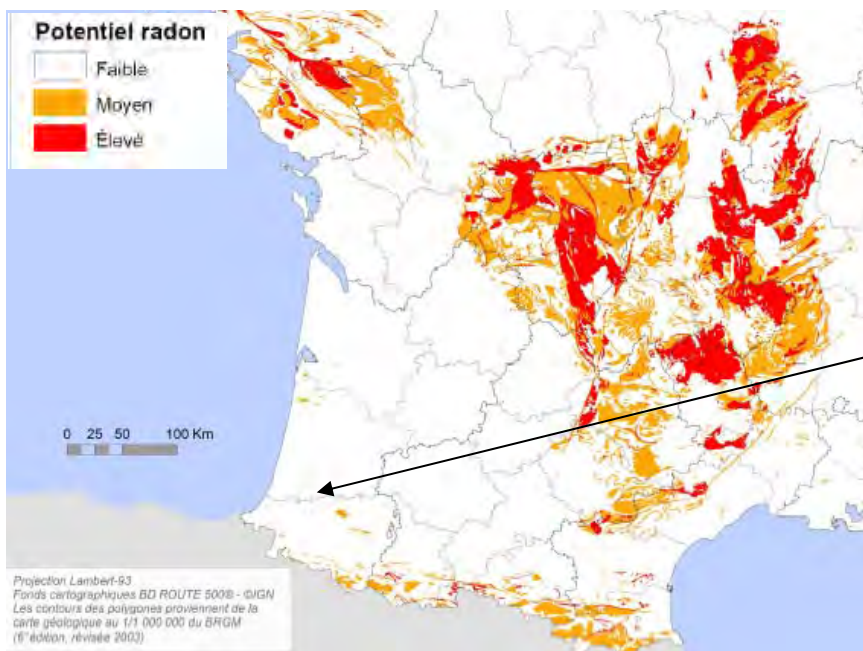 Potentiel radon
Faible
Moyen
Élevé
0 25 50 100 Km
Projection Lambert-93
Fonds cartographiques BD ROUTE 500® - ©IGN
Les contours des polygones proviennent de la
carte géologique au 1/1 000 000 du BRGM
(6° édition, révisée 2003)